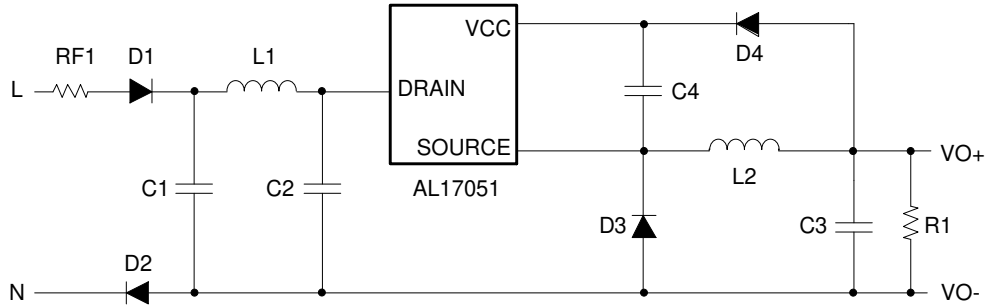 VCC
D4
RF1
D1
L1
L
DRAIN
C4
SOURCE
VO+
AL17051
L2
C1
C2
D3
C3
R1
D2
N
VO-